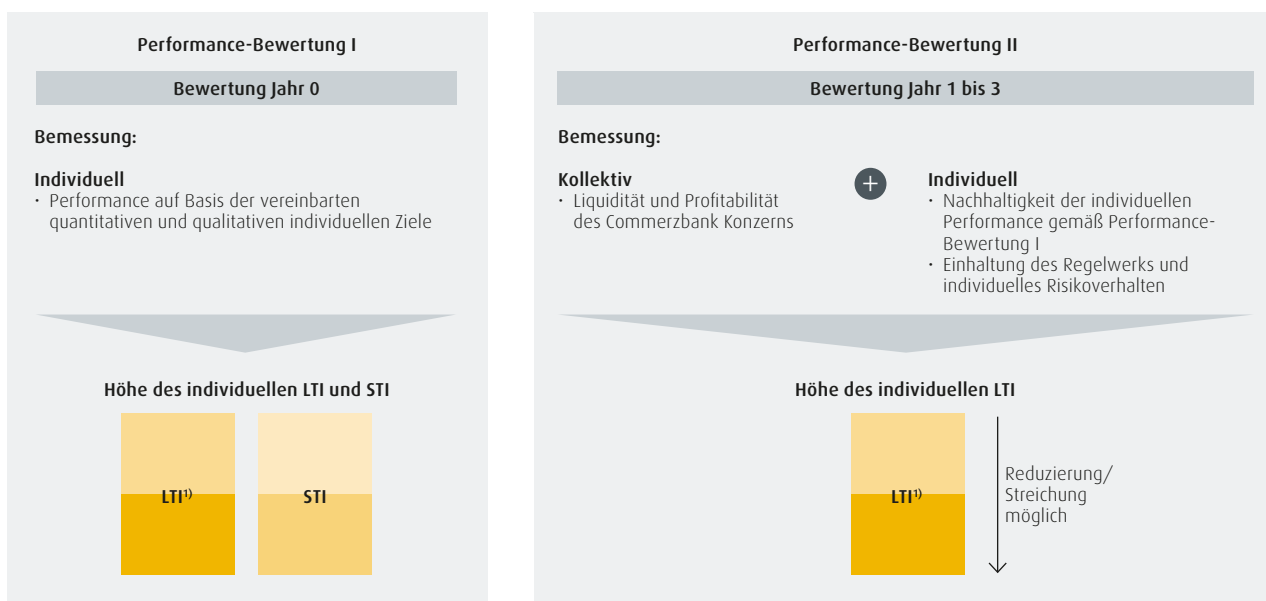 Performance-Bewertung I
Bewertung Jahr 0
Bemessung:
Individuell
· Performance auf Basis der vereinbarten
quantitativen und qualitativen individuellen Ziele
Höhe des individuellen LTI und STI
LTI¹⁾
STI
Performance-Bewertung II
Bewertung Jahr 1 bis 3
Bemessung:
Kollektiv
· Liquidität und Profitabilität
des Commerzbank Konzerns
+
Individuell
· Nachhaltigkeit der individuellen
Performance gemäß Performance-
Bewertung I
· Einhaltung des Regelwerks und
individuelles Risikoverhalten
Höhe des individuellen LTI
LTI¹⁾
Reduzierung/
Streichung
möglich